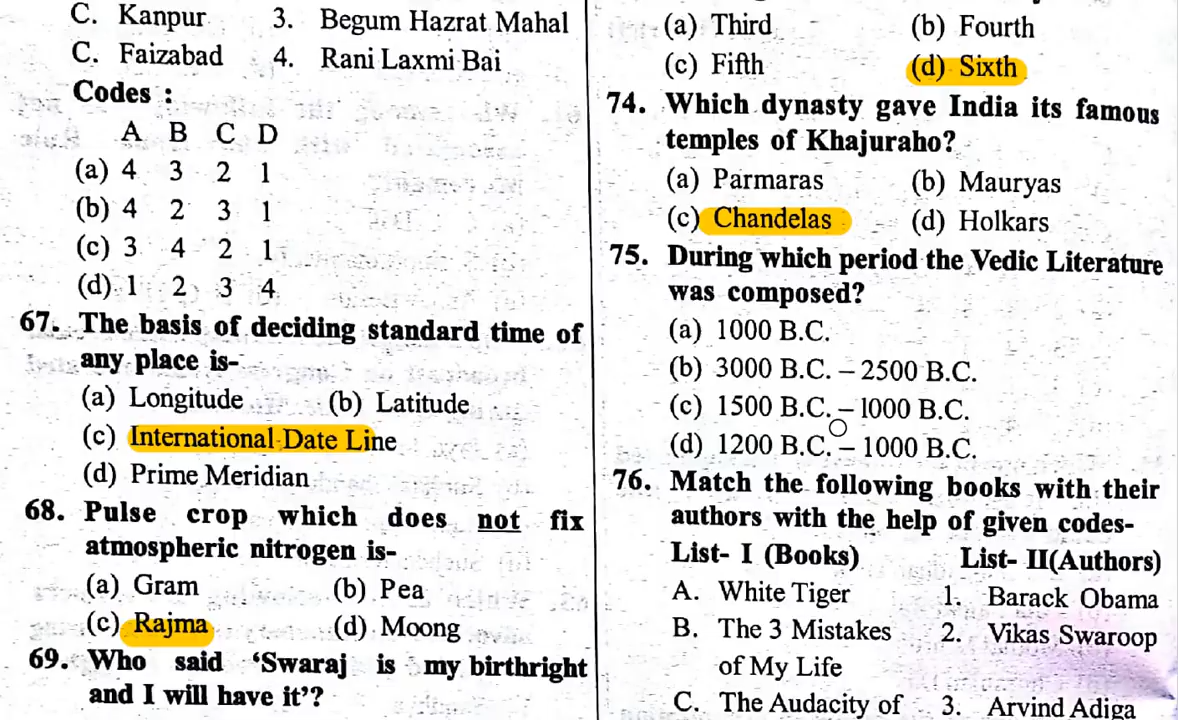 C. Kanpur 3. Begum Hazrat Mahal
C. Faizabad 4. Rani Laxmi Bai
Codes :
A B C D
(a) 4 3 2 1
(b) 4 2 3 1
(c) 3 4 2 1
(d) 1 2 3 4
67. The basis of deciding standard time of
any place is-
(a) Longitude (b) Latitude
(c) International Date Line
(d) Prime Meridian
68. Pulse crop which does not fix
atmospheric nitrogen is-
(a) Gram (b) Pea
(c) Rajma (d) Moong
69. Who said ‘Swaraj is my birthright
and I will have it’?
(a) Third (b) Fourth
(c) Fifth (d) Sixth
74. Which dynasty gave India its famous
temples of Khajuraho?
(a) Parmaras (b) Mauryas
(c) Chandelas (d) Holkars
75. During which period the Vedic Literature
was composed?
(a) 1000 B.C.
(b) 3000 B.C. – 2500 B.C.
(c) 1500 B.C. – 1000 B.C.
(d) 1200 B.C. – 1000 B.C.
76. Match the following books with their
authors with the help of given codes-
List- I (Books) List- II(Authors)
A. White Tiger 1. Barack Obama
B. The 3 Mistakes 2. Vikas Swaroop
of My Life
C. The Audacity of 3. Arvind Adiga